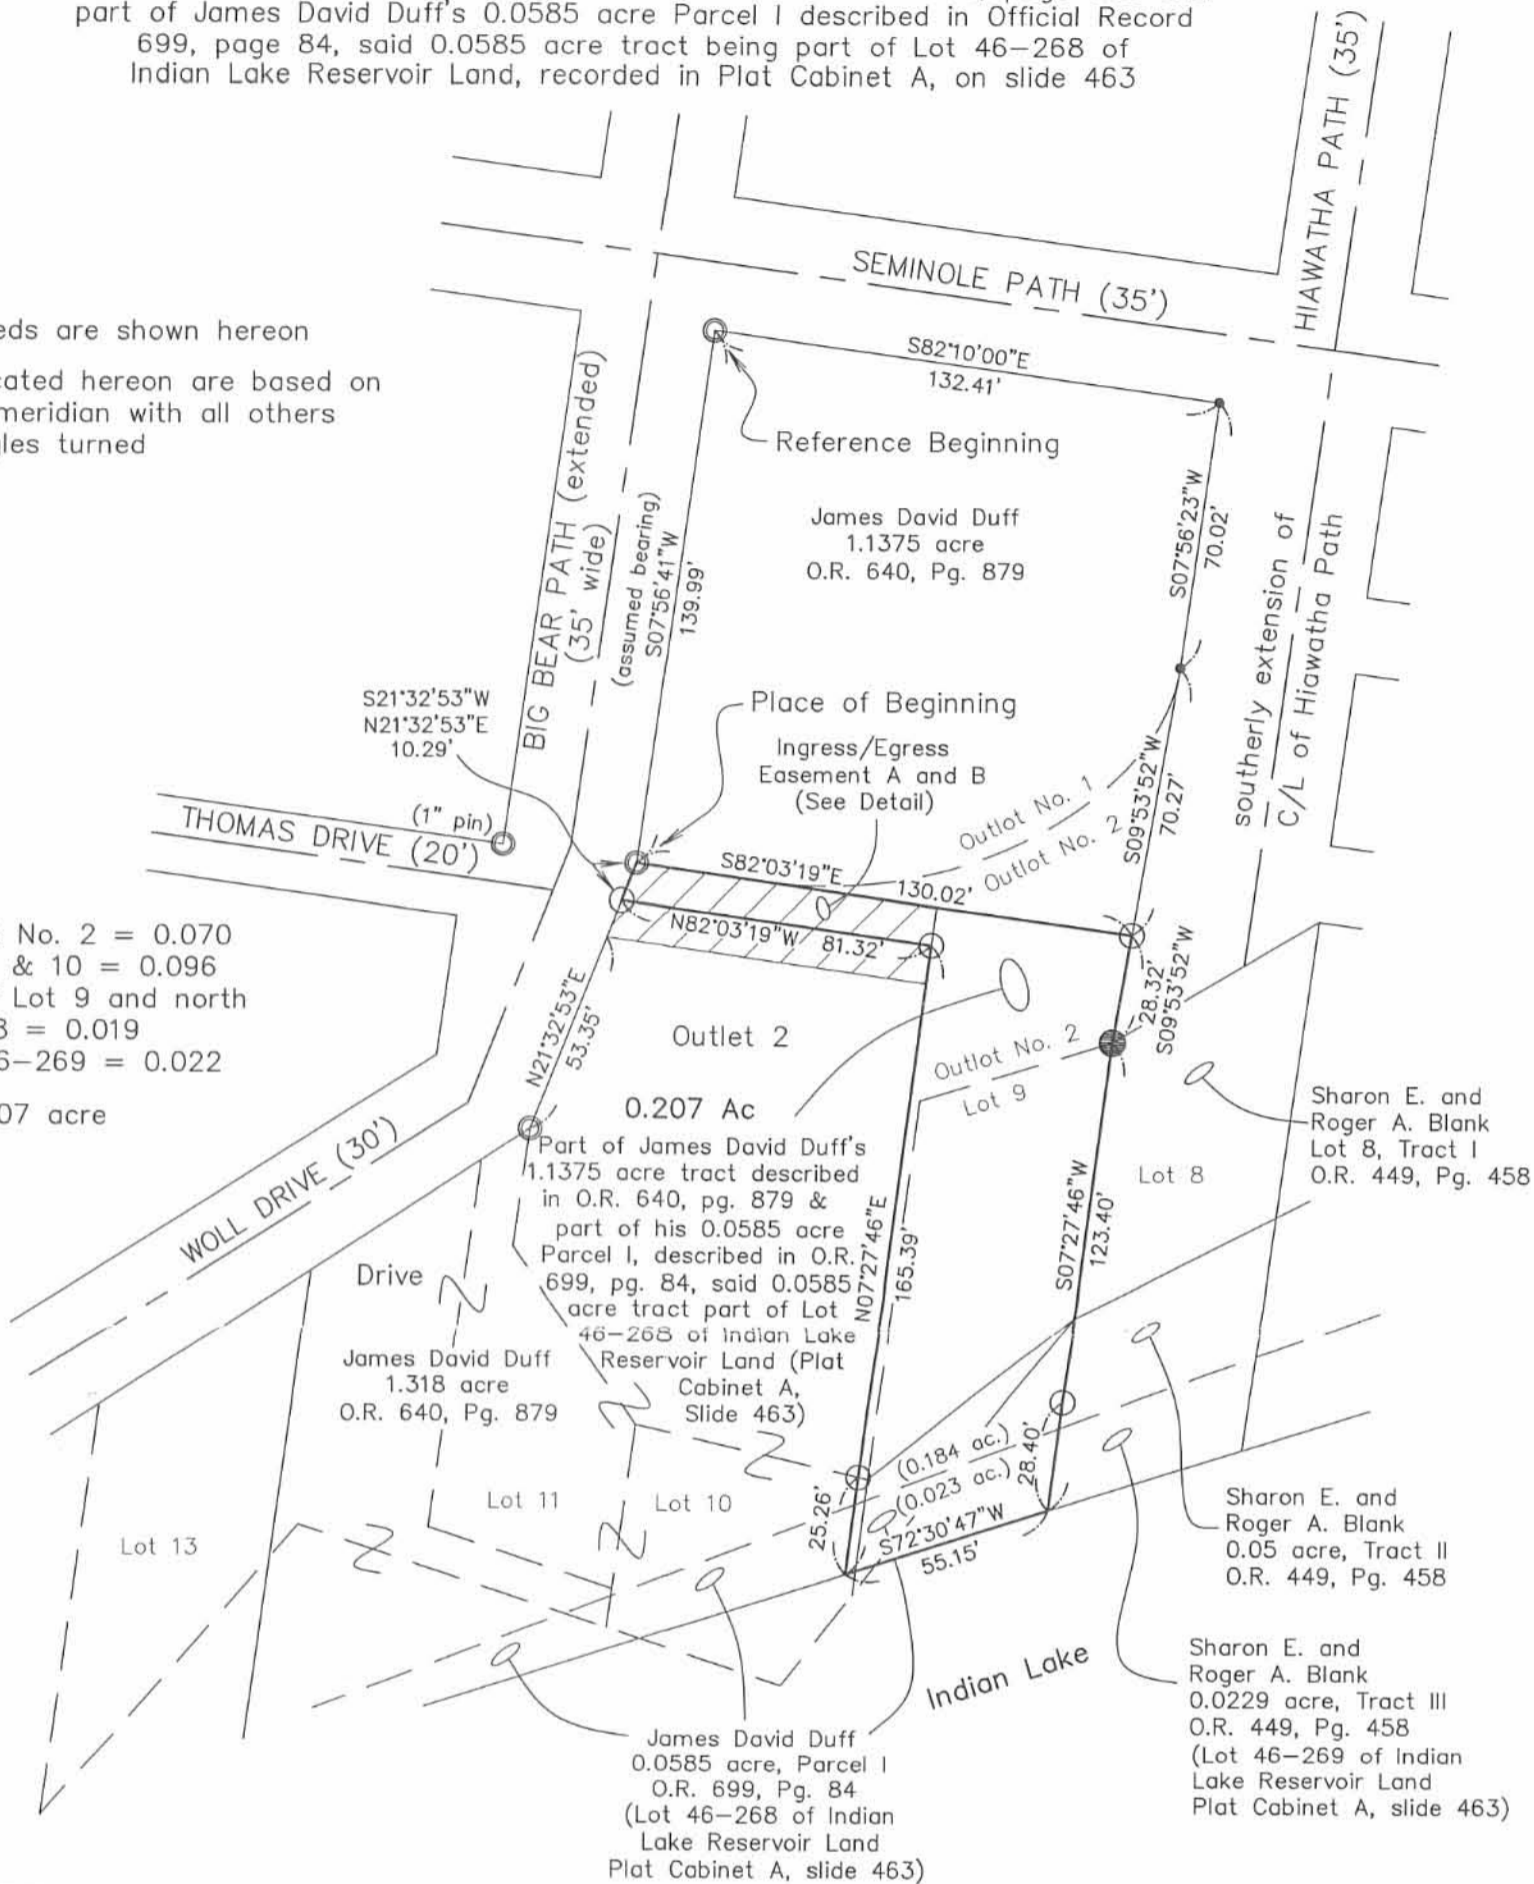 part of James David Duff's 0.0585 acre Parcel I described in Official Record
699, page 84, said 0.0585 acre tract being part of Lot 46-268 of
Indian Lake Reservoir Land, recorded in Plat Cabinet A, on slide 463
HIAWATHA PATH (35')
SEMINOLE PATH (35')
eds are shown hereon
cated hereon are based on
meridian with all others
gles turned
S82°10'00"E
132.41'
Reference Beginning
BIG BEAR PATH (extended)
(35' wide)
(assumed bearing)
S07°56'41"W
139.99'
James David Duff
1.1375 acre
O.R. 640, Pg. 879
S07°56'23"W
70.02'
southerly extension of
C/L of Hiawatha Path
S21°32'53"W
N21°32'53"E
10.29'
Place of Beginning
Ingress/Egress
Easement A and B
(See Detail)
S09°53'52"W
70.27'
Outlot No. 1
Outlot No. 2
THOMAS DRIVE (20')
(1" pin)
S82°03'19"E
130.02'
N82°03'19"W 81.32'
No. 2 = 0.070
& 10 = 0.096
Lot 9 and north
8 = 0.019
6-269 = 0.022
07 acre
N21°32'53"E
53.35'
Outlet 2
28.32'
S09°53'52"W
Outlot No. 2
Lot 9
0.207 Ac
Part of James David Duff's
1.1375 acre tract described
in O.R. 640, pg. 879 &
part of his 0.0585 acre
Parcel I, described in O.R.
699, pg. 84, said 0.0585
acre tract part of Lot
46-268 of Indian Lake
Reservoir Land (Plat
Cabinet A,
Slide 463)
N07°27'46"E
165.39'
S07°27'46"W
123.40'
Lot 8
Sharon E. and
Roger A. Blank
Lot 8, Tract I
O.R. 449, Pg. 458
WOLL DRIVE (30')
Drive
James David Duff
1.318 acre
O.R. 640, Pg. 879
(0.184 ac.)
(0.023 ac.)
28.40'
25.26'
S72°30'47"W
55.15'
Lot 11
Lot 10
Lot 13
Sharon E. and
Roger A. Blank
0.05 acre, Tract II
O.R. 449, Pg. 458
Indian Lake
Sharon E. and
Roger A. Blank
0.0229 acre, Tract III
O.R. 449, Pg. 458
(Lot 46-269 of Indian
Lake Reservoir Land
Plat Cabinet A, slide 463)
James David Duff
0.0585 acre, Parcel I
O.R. 699, Pg. 84
(Lot 46-268 of Indian
Lake Reservoir Land
Plat Cabinet A, slide 463)